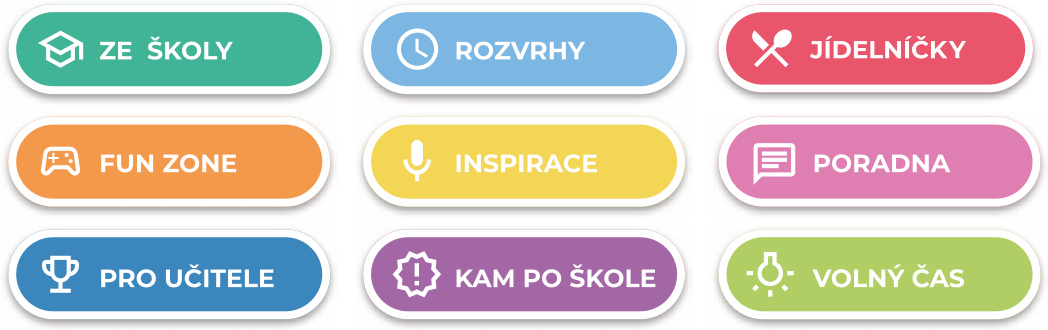 ZE ŠKOLY
ROZVRHY
JÍDELNÍČKY
FUN ZONE
INSPIRACE
PORADNA
PRO UČITELE
KAM PO ŠKOLE
VOLNÝ ČAS